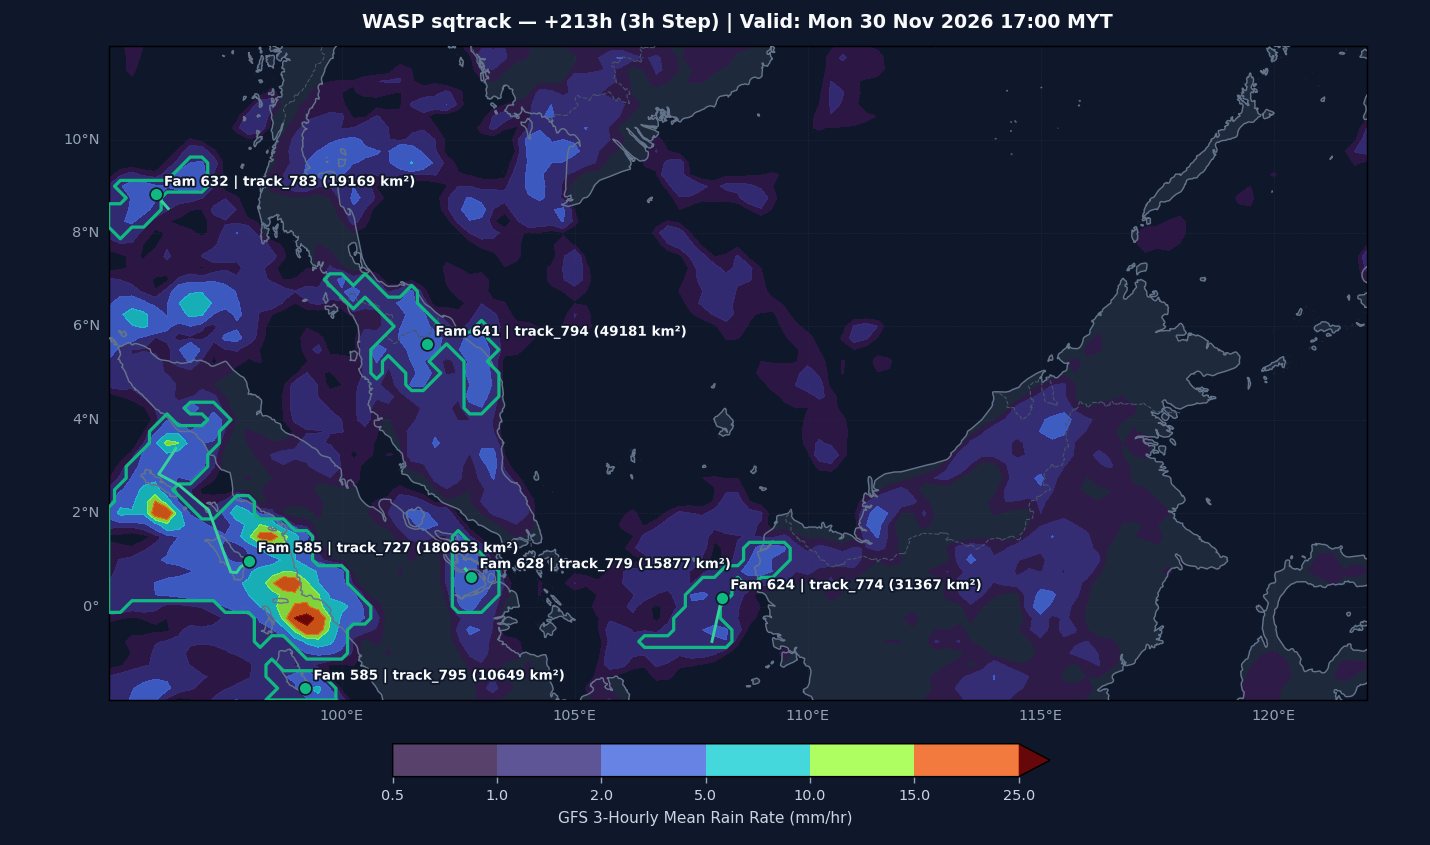 WASP sqtrack — +213h (3h Step) | Valid: Mon 30 Nov 2026 17:00 MYT
10°N
8°N
6°N
4°N
2°N
0°
Fam 632 | track_783 (19169 km²)
Fam 641 | track_794 (49181 km²)
Fam 585 | track_727 (180653 km²)
Fam 628 | track_779 (15877 km²)
Fam 624 | track_774 (31367 km²)
Fam 585 | track_795 (10649 km²)
100°E 105°E 110°E 115°E 120°E
0.5 1.0 2.0 5.0 10.0 15.0 25.0
GFS 3-Hourly Mean Rain Rate (mm/hr)